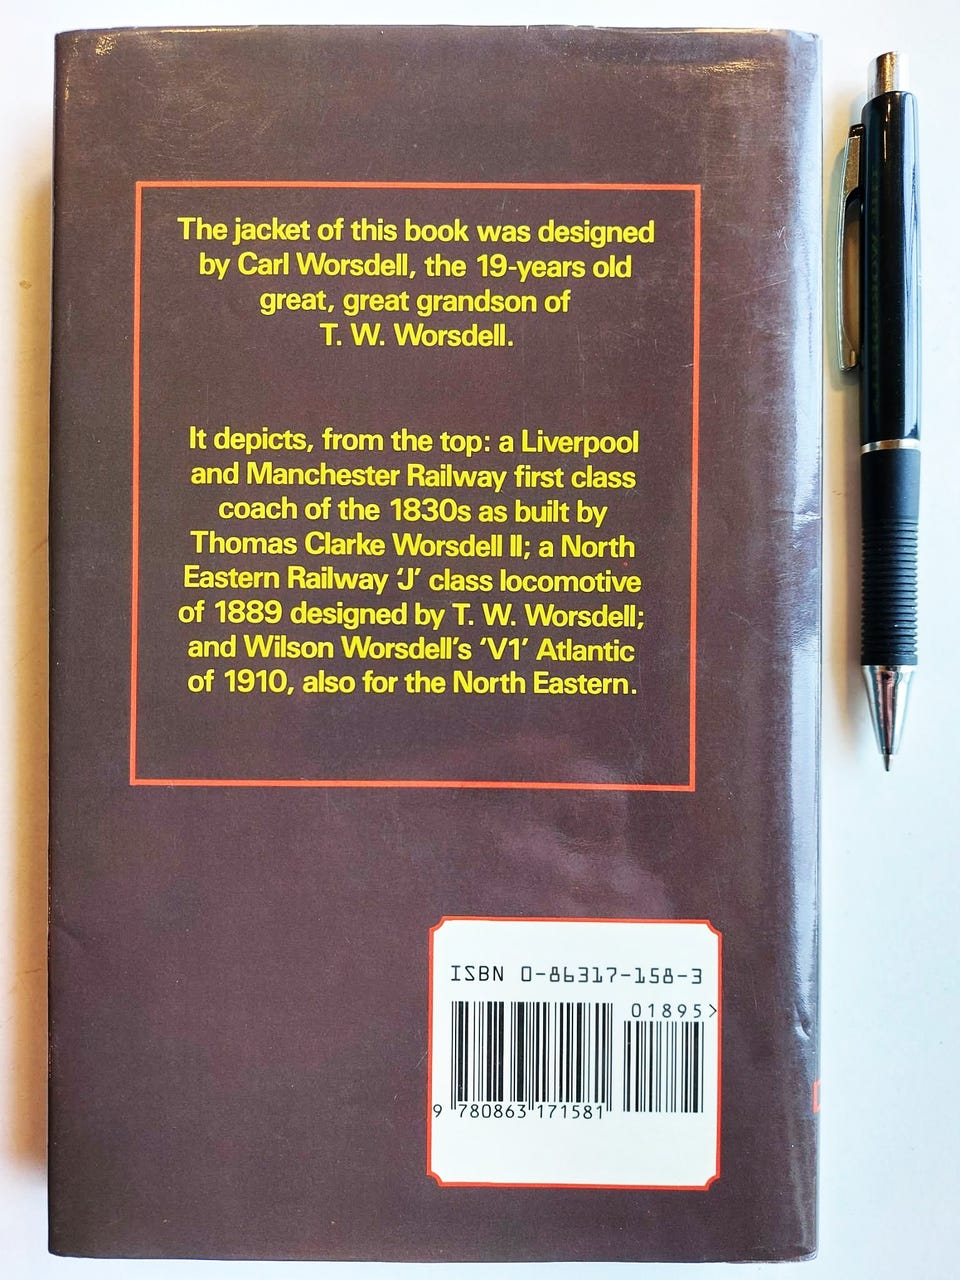 The jacket of this book was designed
by Carl Worsdell, the 19-years old
great, great grandson of
T. W. Worsdell.
It depicts, from the top: a Liverpool
and Manchester Railway first class
coach of the 1830s as built by
Thomas Clarke Worsdell II; a North
Eastern Railway ‘J’ class locomotive
of 1889 designed by T. W. Worsdell;
and Wilson Worsdell's ‘V1’ Atlantic
of 1910, also for the North Eastern.
ISBN 0-86317-158-3
01895>
9 780863 171581